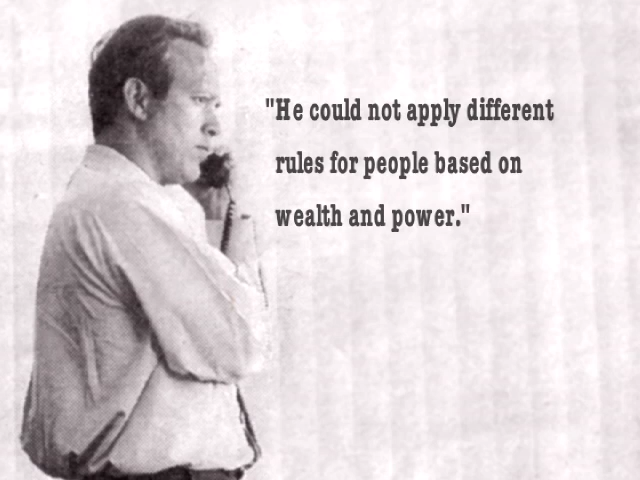 "He could not apply different
rules for people based on
wealth and power."